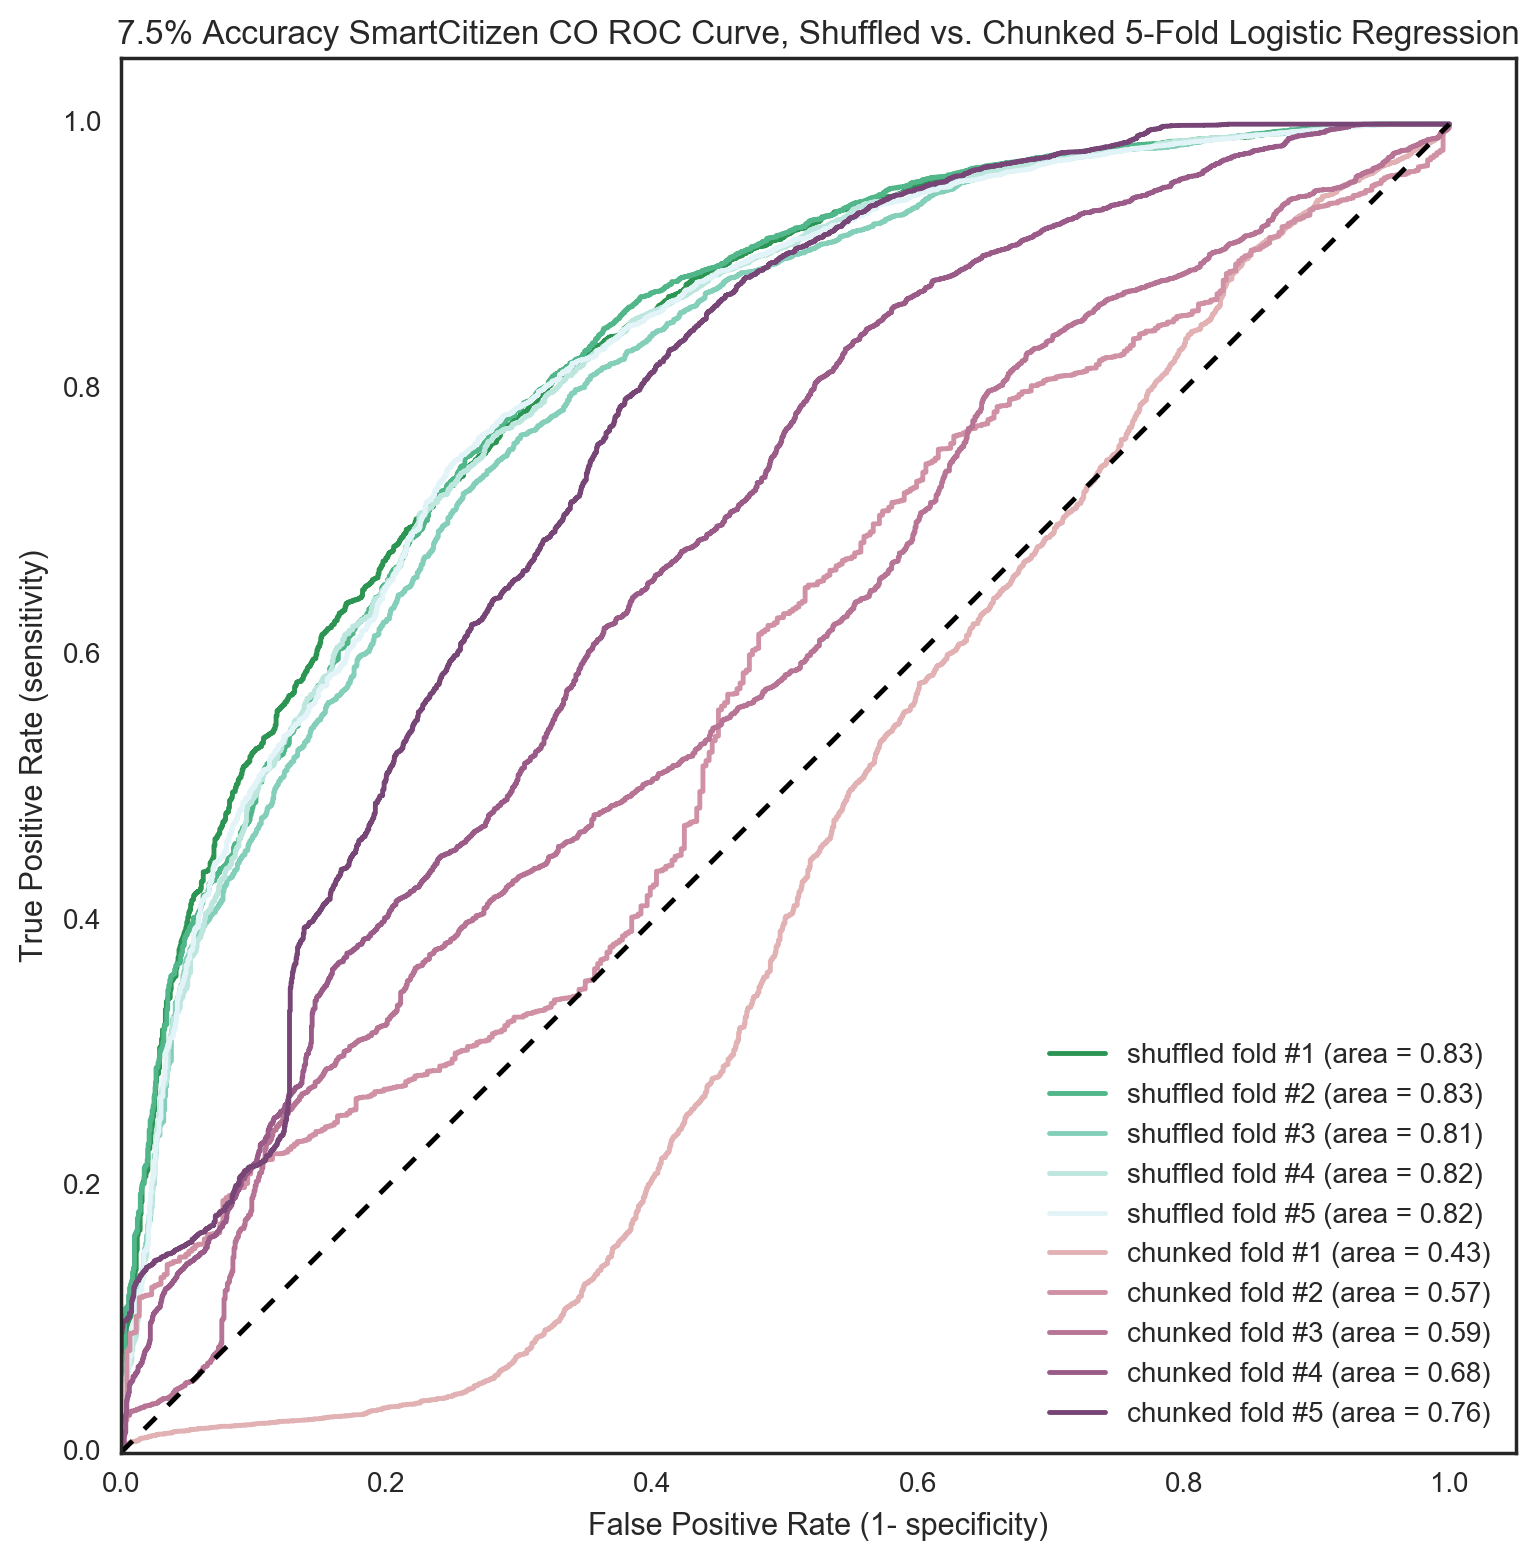 7.5% Accuracy SmartCitizen CO ROC Curve, Shuffled vs. Chunked 5-Fold Logistic Regression
1.0
0.8
0.6
0.4
0.2
0.0
True Positive Rate (sensitivity)
shuffled fold #1 (area = 0.83)
shuffled fold #2 (area = 0.83)
shuffled fold #3 (area = 0.81)
shuffled fold #4 (area = 0.82)
shuffled fold #5 (area = 0.82)
chunked fold #1 (area = 0.43)
chunked fold #2 (area = 0.57)
chunked fold #3 (area = 0.59)
chunked fold #4 (area = 0.68)
chunked fold #5 (area = 0.76)
0.0 0.2 0.4 0.6 0.8 1.0
False Positive Rate (1- specificity)